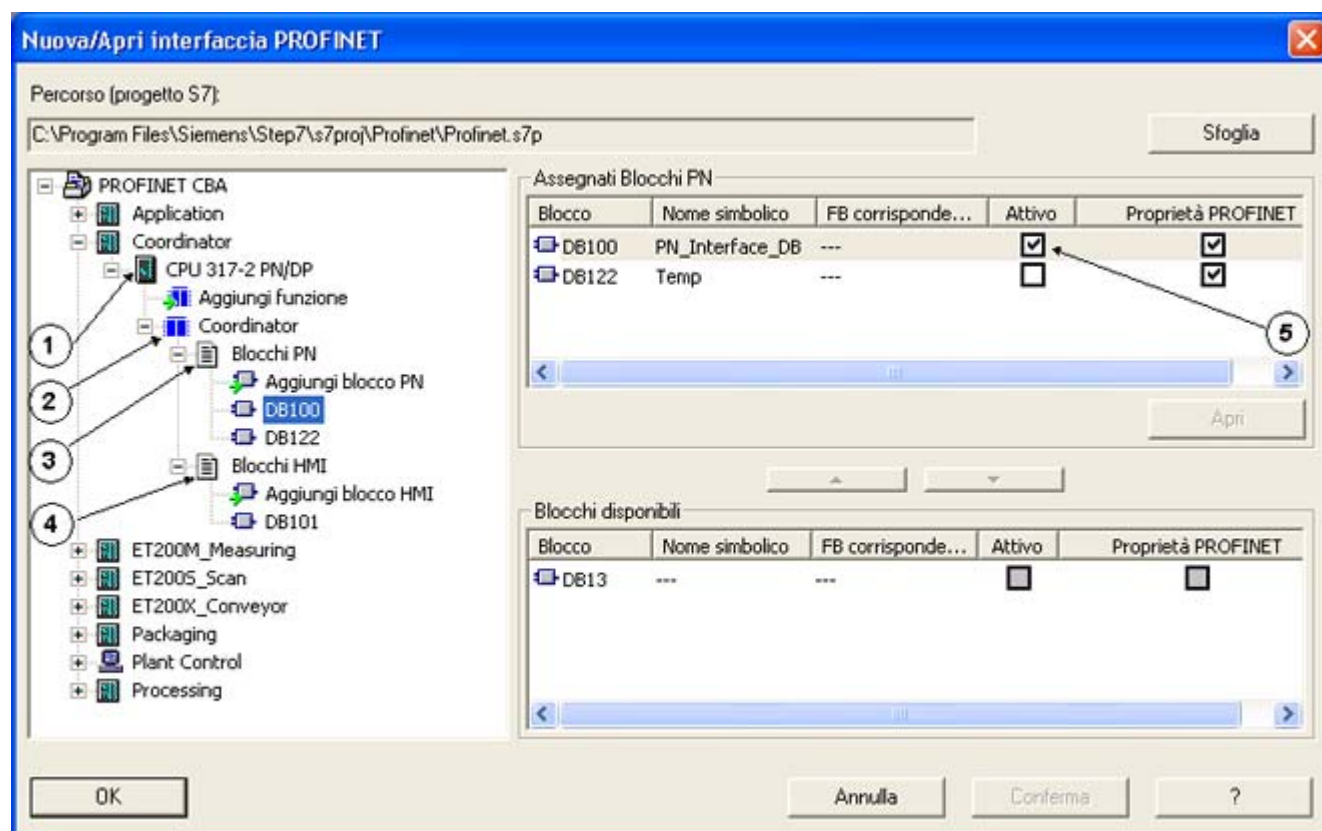 Nuova/Apri interfaccia PROFINET
Percorso (progetto S7):
C:\Program Files\Siemens\Step7\s7proj\Profinet\Profinet.s7p
Sfoglia
PROFINET CBA
Application
Coordinator
CPU 317-2 PN/DP
Aggiungi funzione
Coordinator
Blocchi PN
Aggiungi blocco PN
DB100
DB122
Blocchi HMI
Aggiungi blocco HMI
DB101
ET200M_Measuring
ET200S_Scan
ET200X_Conveyor
Packaging
Plant Control
Processing
1
2
3
4
Assegnati Blocchi PN
Blocco Nome simbolico FB corrisponde... Attivo Proprietà PROFINET
DB100 PN_Interface_DB ---
DB122 Temp ---
5
Apri
Blocchi disponibili
Blocco Nome simbolico FB corrisponde... Attivo Proprietà PROFINET
DB13 --- ---
OK
Annulla
Conferma
?